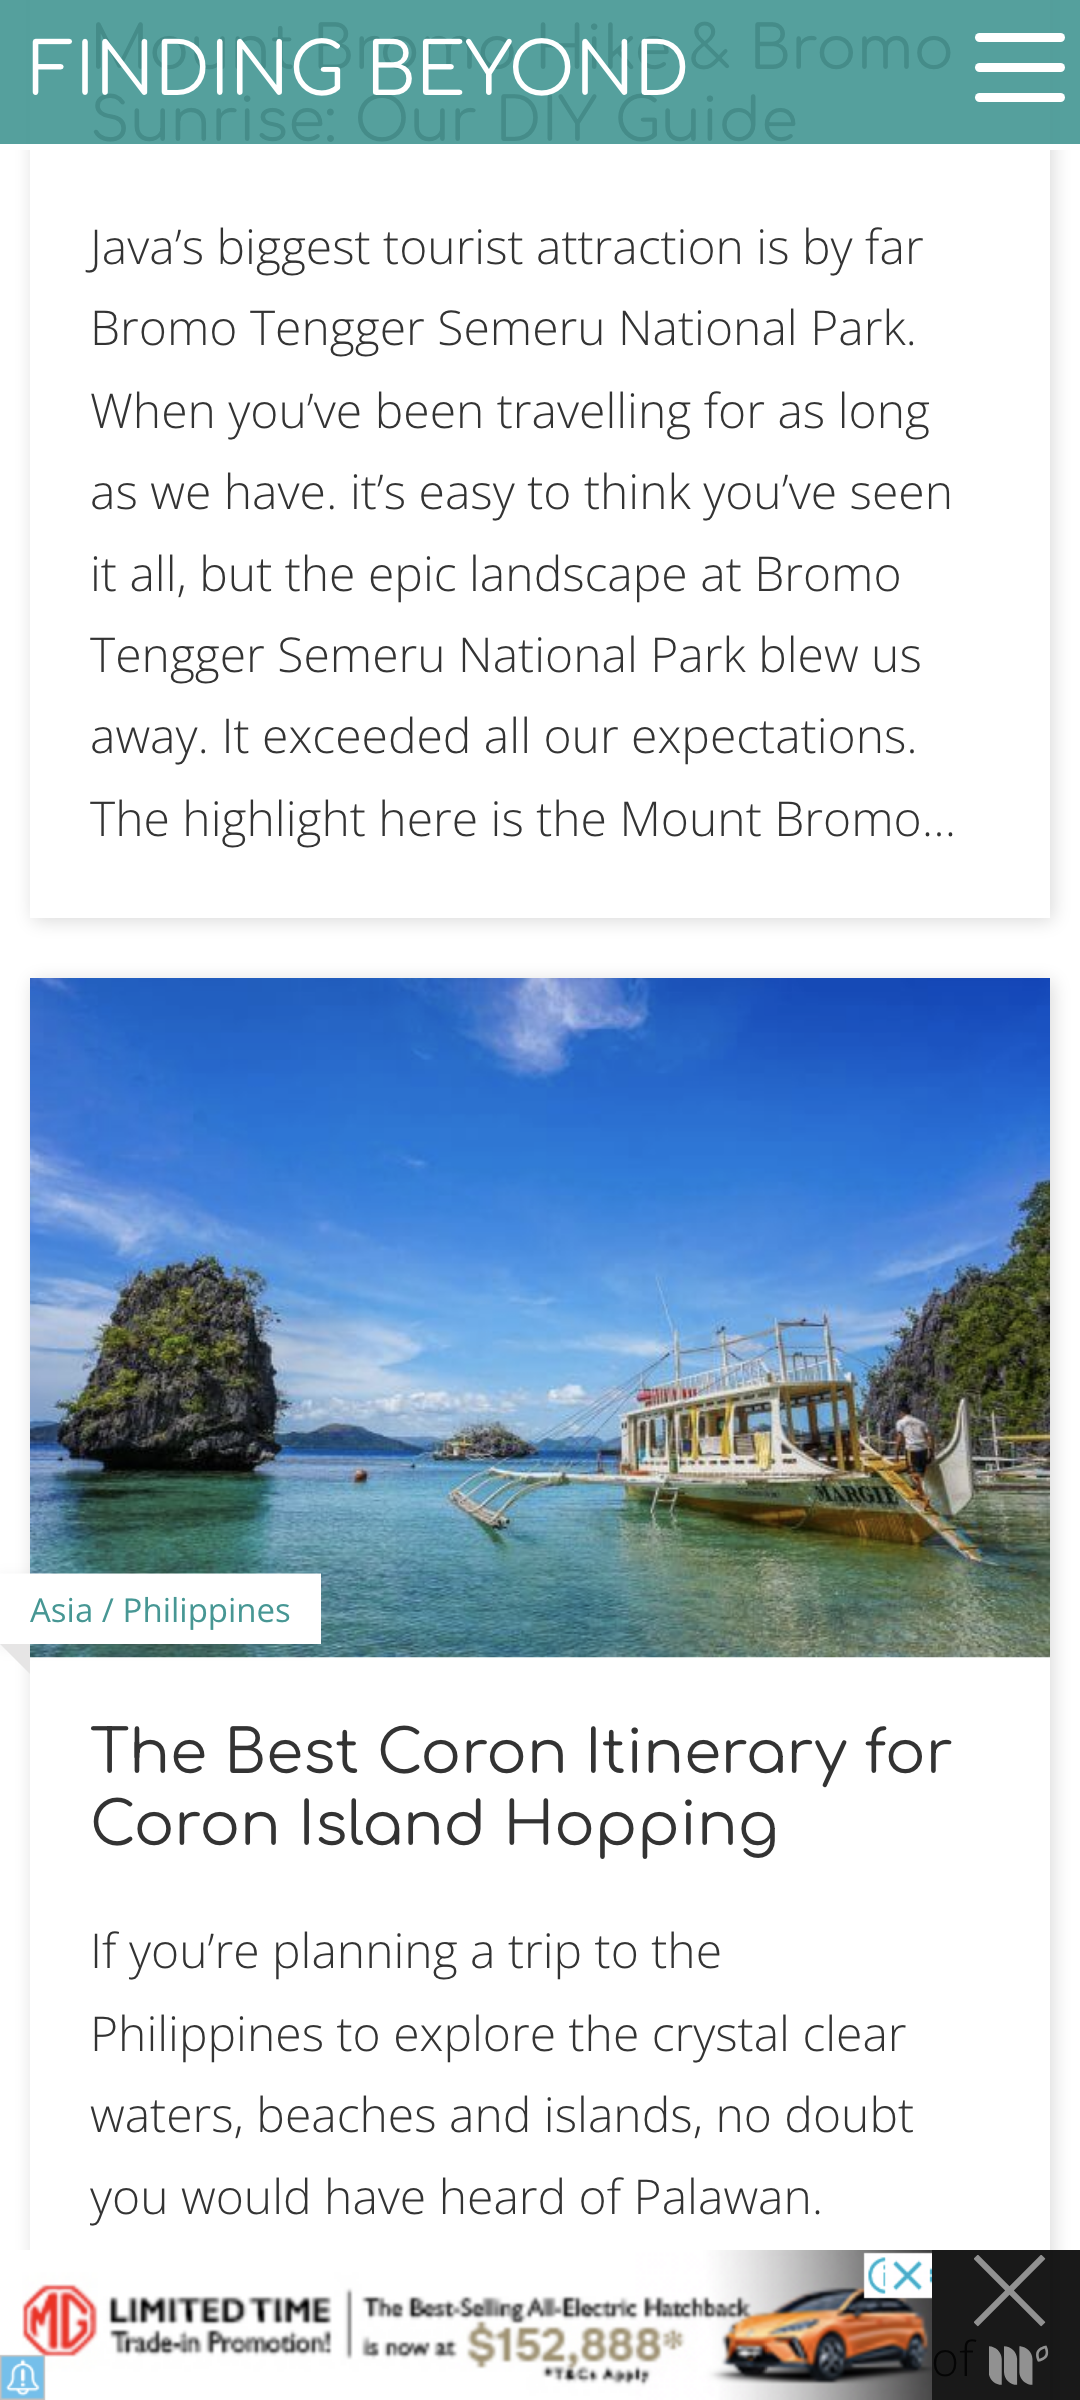 Mount Bromo Hike & Bromo
Sunrise: Our DIY Guide
FINDING BEYOND
Java’s biggest tourist attraction is by far
Bromo Tengger Semeru National Park.
When you’ve been travelling for as long
as we have. it’s easy to think you’ve seen
it all, but the epic landscape at Bromo
Tengger Semeru National Park blew us
away. It exceeded all our expectations.
The highlight here is the Mount Bromo...
MARGIE
Asia / Philippines
The Best Coron Itinerary for
Coron Island Hopping
If you’re planning a trip to the
Philippines to explore the crystal clear
waters, beaches and islands, no doubt
you would have heard of Palawan.
MG
LIMITED TIME
Trade-in Promotion!
The Best-Selling All-Electric Hatchback
is now at $152,888*
*T&Cs Apply
of